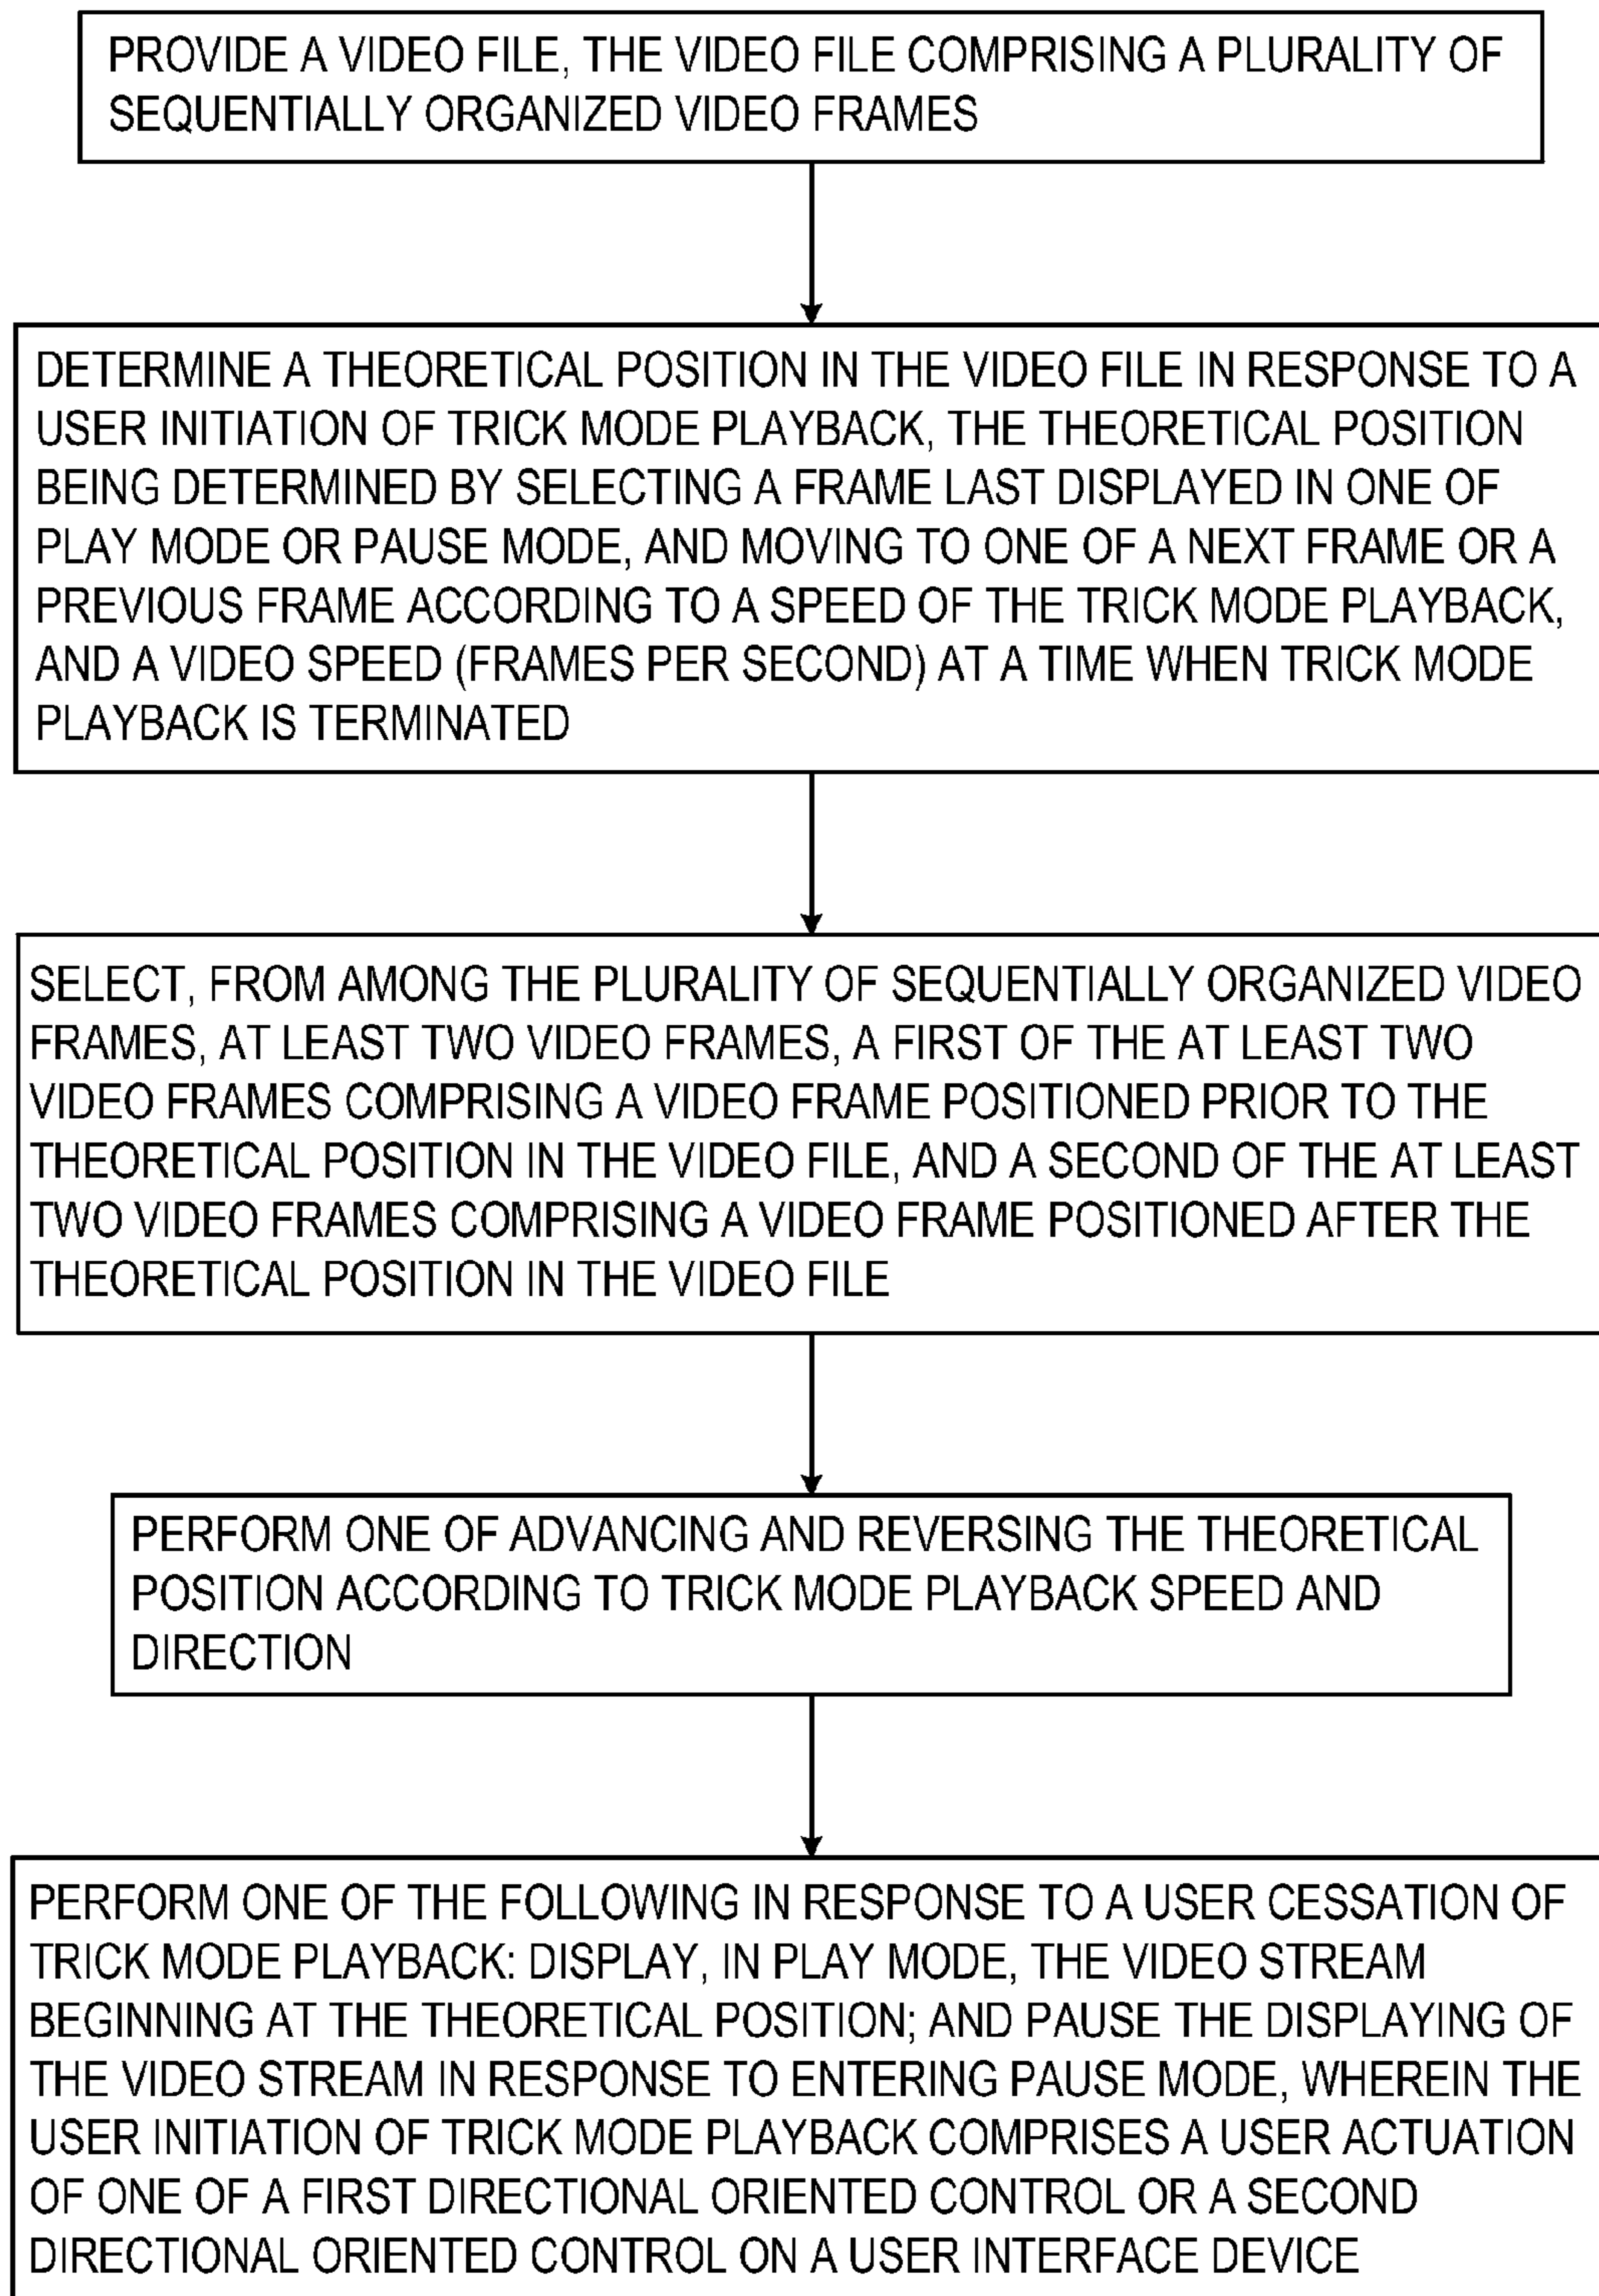 PROVIDE A VIDEO FILE, THE VIDEO FILE COMPRISING A PLURALITY OF
SEQUENTIALLY ORGANIZED VIDEO FRAMES
DETERMINE A THEORETICAL POSITION IN THE VIDEO FILE IN RESPONSE TO A
USER INITIATION OF TRICK MODE PLAYBACK, THE THEORETICAL POSITION
BEING DETERMINED BY SELECTING A FRAME LAST DISPLAYED IN ONE OF
PLAY MODE OR PAUSE MODE, AND MOVING TO ONE OF A NEXT FRAME OR A
PREVIOUS FRAME ACCORDING TO A SPEED OF THE TRICK MODE PLAYBACK,
AND A VIDEO SPEED (FRAMES PER SECOND) AT A TIME WHEN TRICK MODE
PLAYBACK IS TERMINATED
SELECT, FROM AMONG THE PLURALITY OF SEQUENTIALLY ORGANIZED VIDEO
FRAMES, AT LEAST TWO VIDEO FRAMES, A FIRST OF THE AT LEAST TWO
VIDEO FRAMES COMPRISING A VIDEO FRAME POSITIONED PRIOR TO THE
THEORETICAL POSITION IN THE VIDEO FILE, AND A SECOND OF THE AT LEAST
TWO VIDEO FRAMES COMPRISING A VIDEO FRAME POSITIONED AFTER THE
THEORETICAL POSITION IN THE VIDEO FILE
PERFORM ONE OF ADVANCING AND REVERSING THE THEORETICAL
POSITION ACCORDING TO TRICK MODE PLAYBACK SPEED AND
DIRECTION
PERFORM ONE OF THE FOLLOWING IN RESPONSE TO A USER CESSATION OF
TRICK MODE PLAYBACK: DISPLAY, IN PLAY MODE, THE VIDEO STREAM
BEGINNING AT THE THEORETICAL POSITION; AND PAUSE THE DISPLAYING OF
THE VIDEO STREAM IN RESPONSE TO ENTERING PAUSE MODE, WHEREIN THE
USER INITIATION OF TRICK MODE PLAYBACK COMPRISES A USER ACTUATION
OF ONE OF A FIRST DIRECTIONAL ORIENTED CONTROL OR A SECOND
DIRECTIONAL ORIENTED CONTROL ON A USER INTERFACE DEVICE